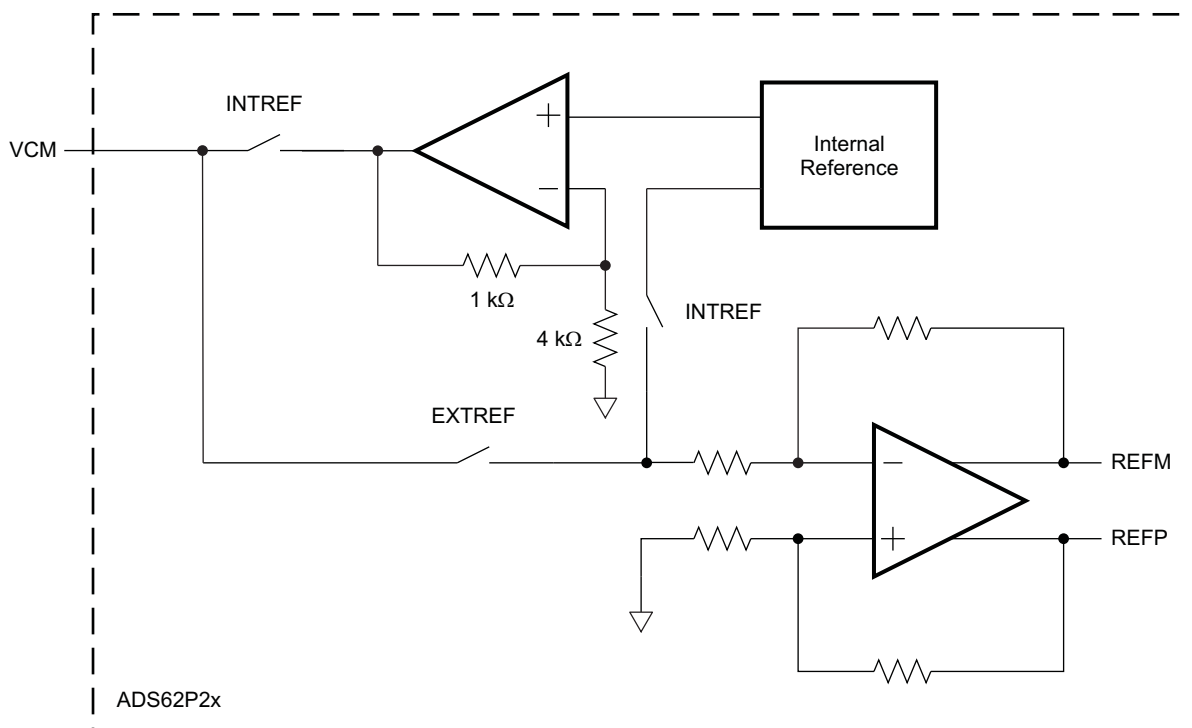 INTREF
VCM
+
−
Internal
Reference
1 kΩ
4 kΩ
INTREF
EXTREF
−
REFM
+
REFP
ADS62P2x